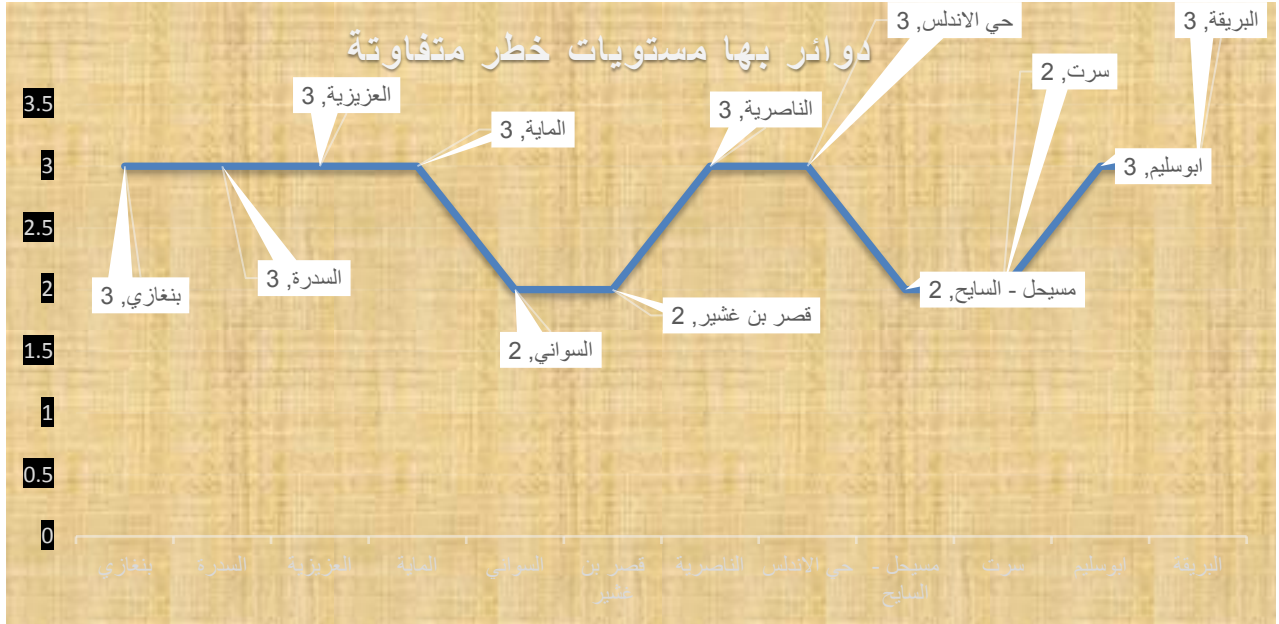 دوائر بها مستويات خطر متفاوتة
البريقة, 3
حي الاندلس, 3
سرت, 2
العزيزية, 3
الماية, 3
الناصرية, 3
ابوسليم, 3
بنغازي, 3
السدرة, 3
السواني, 2
قصر بن غشير, 2
مسيحل - السايح, 2
3.5
3
2.5
2
1.5
1
0.5
0
بنغازي
السدرة
العزيزية
الماية
السواني
قصر بن
غشير
الناصرية
حي الاندلس
مسيحل -
السايح
سرت
ابوسليم
البريقة